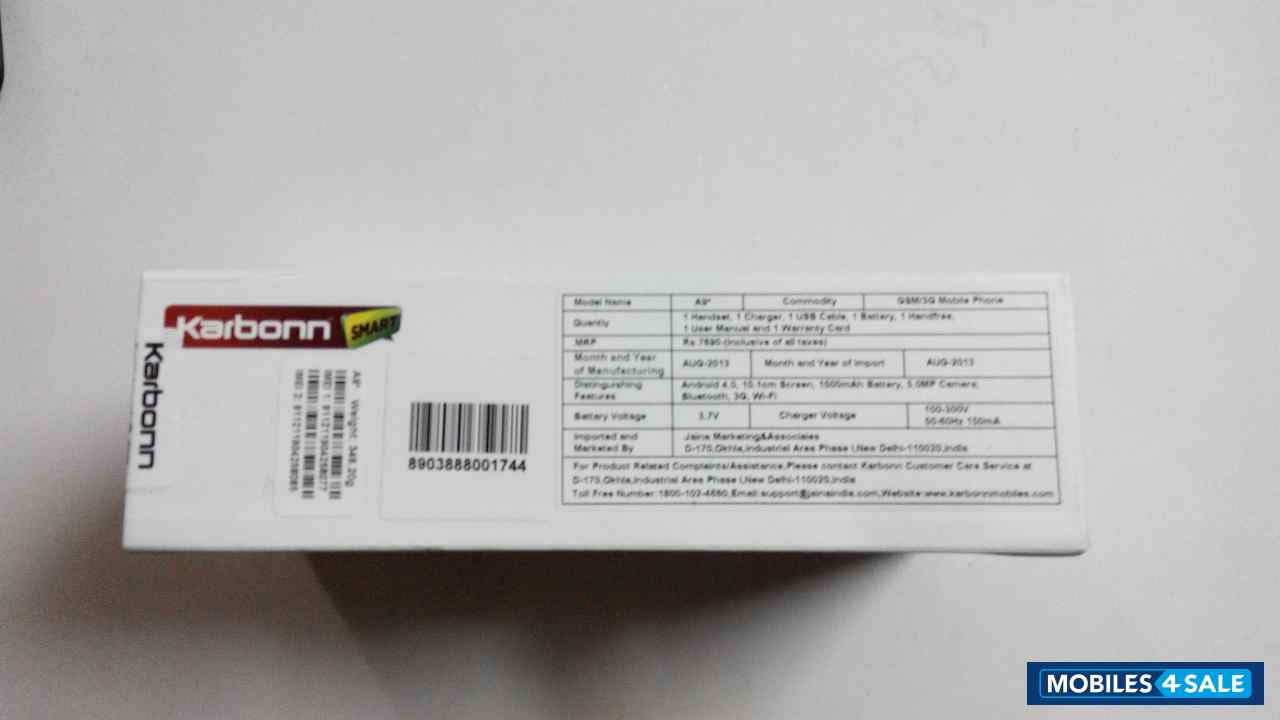 Karbonn SMART
Karbonn
A9* Weight 348.20g
8903888001744
Model Name A9* Commodity GSM/3G Mobile Phone
Quantity 1 Handset, 1 Charger, 1 USB Cable, 1 Battery, 1 Handfree,
1 User Manual and 1 Warranty Card
MRP Rs.7690 (inclusive of all taxes)
Month and Year AUG-2013 Month and Year of Import AUG-2013
of Manufacturing
Distinguishing Android 4.0, 10.1cm Screen, 1500mAh Battery, 5.0MP Camera,
Features Bluetooth, 3G, Wi-Fi
Battery Voltage 3.7V Charger Voltage 100-300V
50-60Hz 150mA
Imported and Jaina Marketing&Associates
Marketed By D-170,Okhla,Industrial Area Phase I,New Delhi-110020,India
For Product Related Complaints/Assistance,Please contact Karbonn Customer Care Service at
D-170,Okhla,Industrial Area Phase I,New Delhi-110020,India
Toll Free Number:1800-102-4660,Email:support@jainaindia.com,Website:www.karbonnmobiles.com
MOBILES 4 SALE